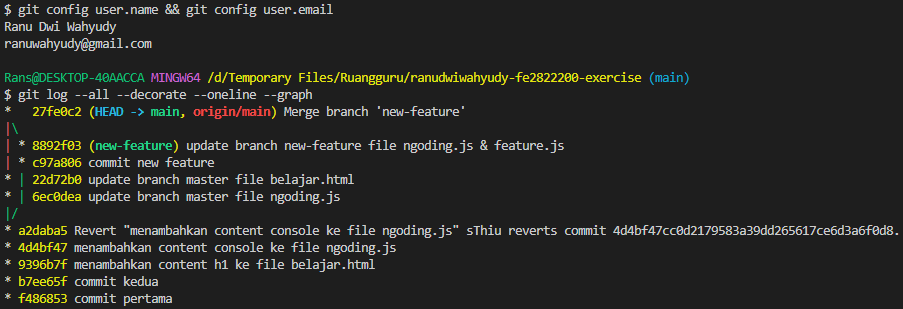 $ git config user.name && git config user.email
Ranu Dwi Wahyudy
ranuwahyudy@gmail.com
Rans@DESKTOP-40AACCA MINGW64 /d/Temporary Files/Ruangguru/ranudwiwahyudy-fe2822200-exercise (main)
$ git log --all --decorate --oneline --graph
*   27fe0c2 (HEAD -> main, origin/main) Merge branch 'new-feature'
|\
| * 8892f03 (new-feature) update branch new-feature file ngoding.js & feature.js
| * c97a806 commit new feature
* | 22d72b0 update branch master file belajar.html
* | 6ec0dea update branch master file ngoding.js
|/
* a2daba5 Revert "menambahkan content console ke file ngoding.js" sThiu reverts commit 4d4bf47cc0d2179583a39dd265617ce6d3a6f0d8.
* 4d4bf47 menambahkan content console ke file ngoding.js
* 9396b7f menambahkan content h1 ke file belajar.html
* b7ee65f commit kedua
* f486853 commit pertama